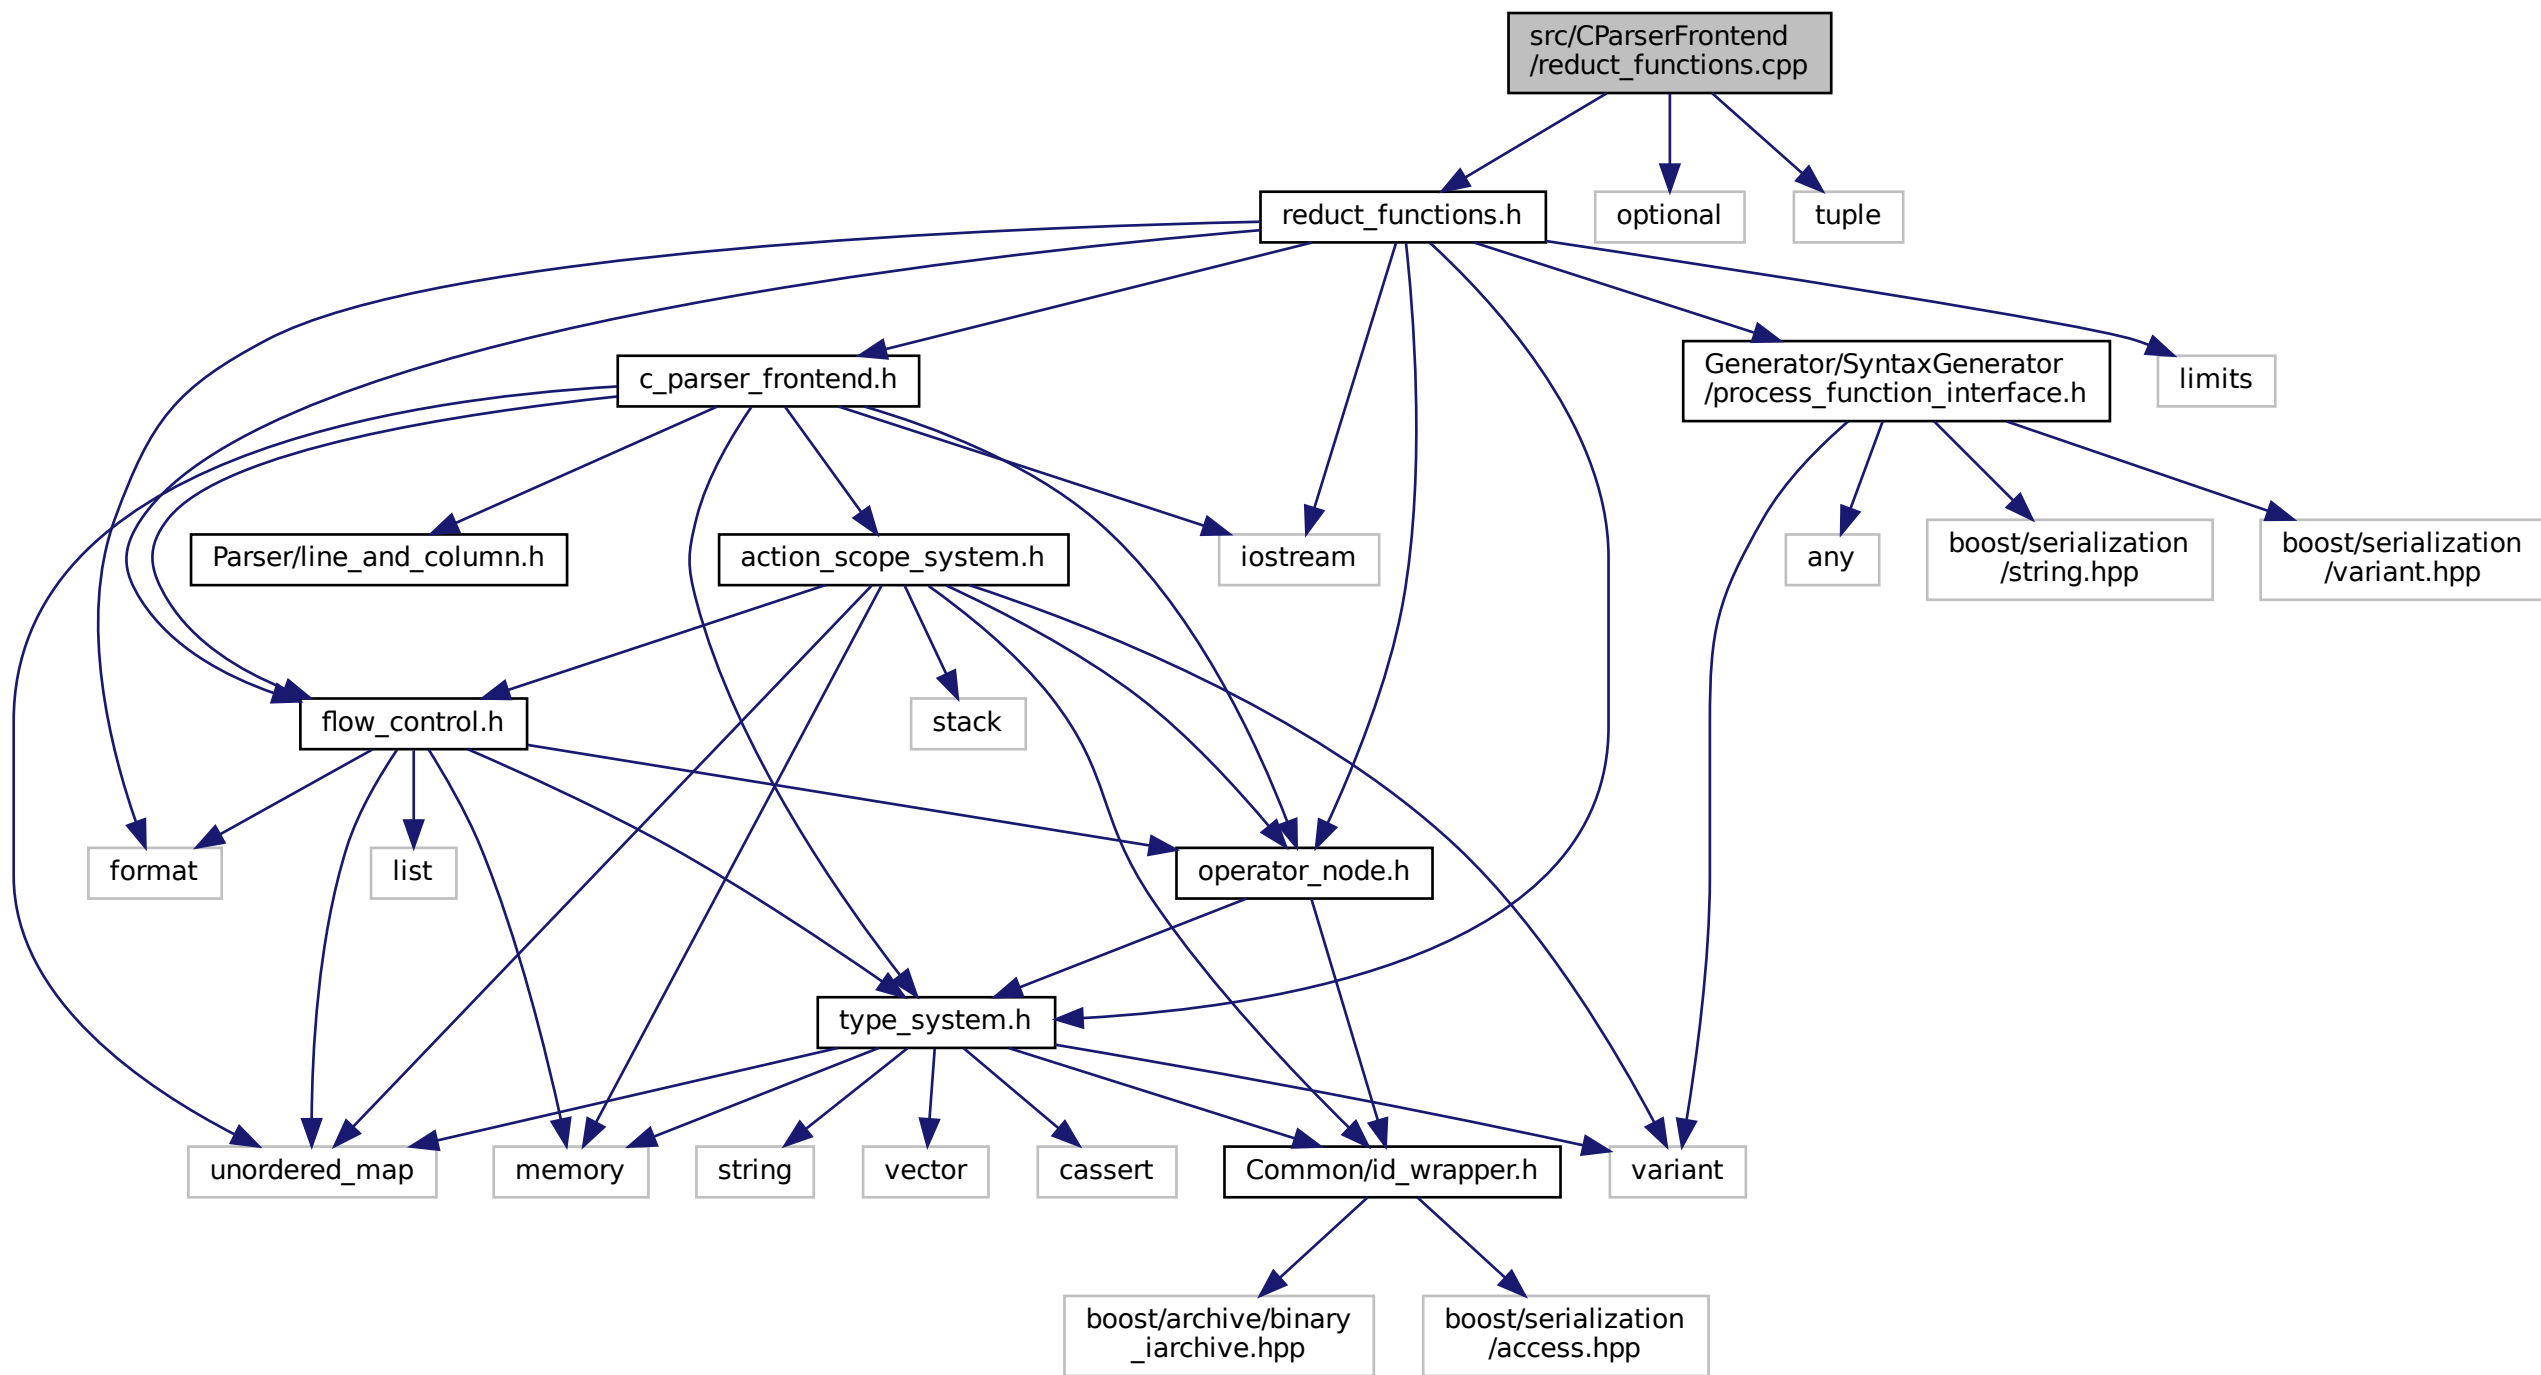 src/CParserFrontend
/reduct_functions.cpp
reduct_functions.h
optional
tuple
c_parser_frontend.h
Generator/SyntaxGenerator
/process_function_interface.h
limits
Parser/line_and_column.h
action_scope_system.h
iostream
any
boost/serialization
/string.hpp
boost/serialization
/variant.hpp
flow_control.h
stack
format
list
operator_node.h
type_system.h
unordered_map
memory
string
vector
cassert
Common/id_wrapper.h
variant
boost/archive/binary
_iarchive.hpp
boost/serialization
/access.hpp